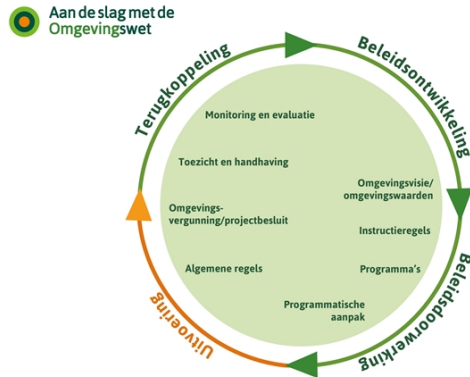 Aan de slag met de
Omgevingswet
Terugkoppeling
Beleidsontwikkeling
Monitoring en evaluatie
Toezicht en handhaving
Omgevingsvisie/
omgevingswaarden
Omgevings-
vergunning/projectbesluit
Instructieregels
Algemene regels
Programma's
Programmatische
aanpak
Uitvoering
Beleidsdoorwerking